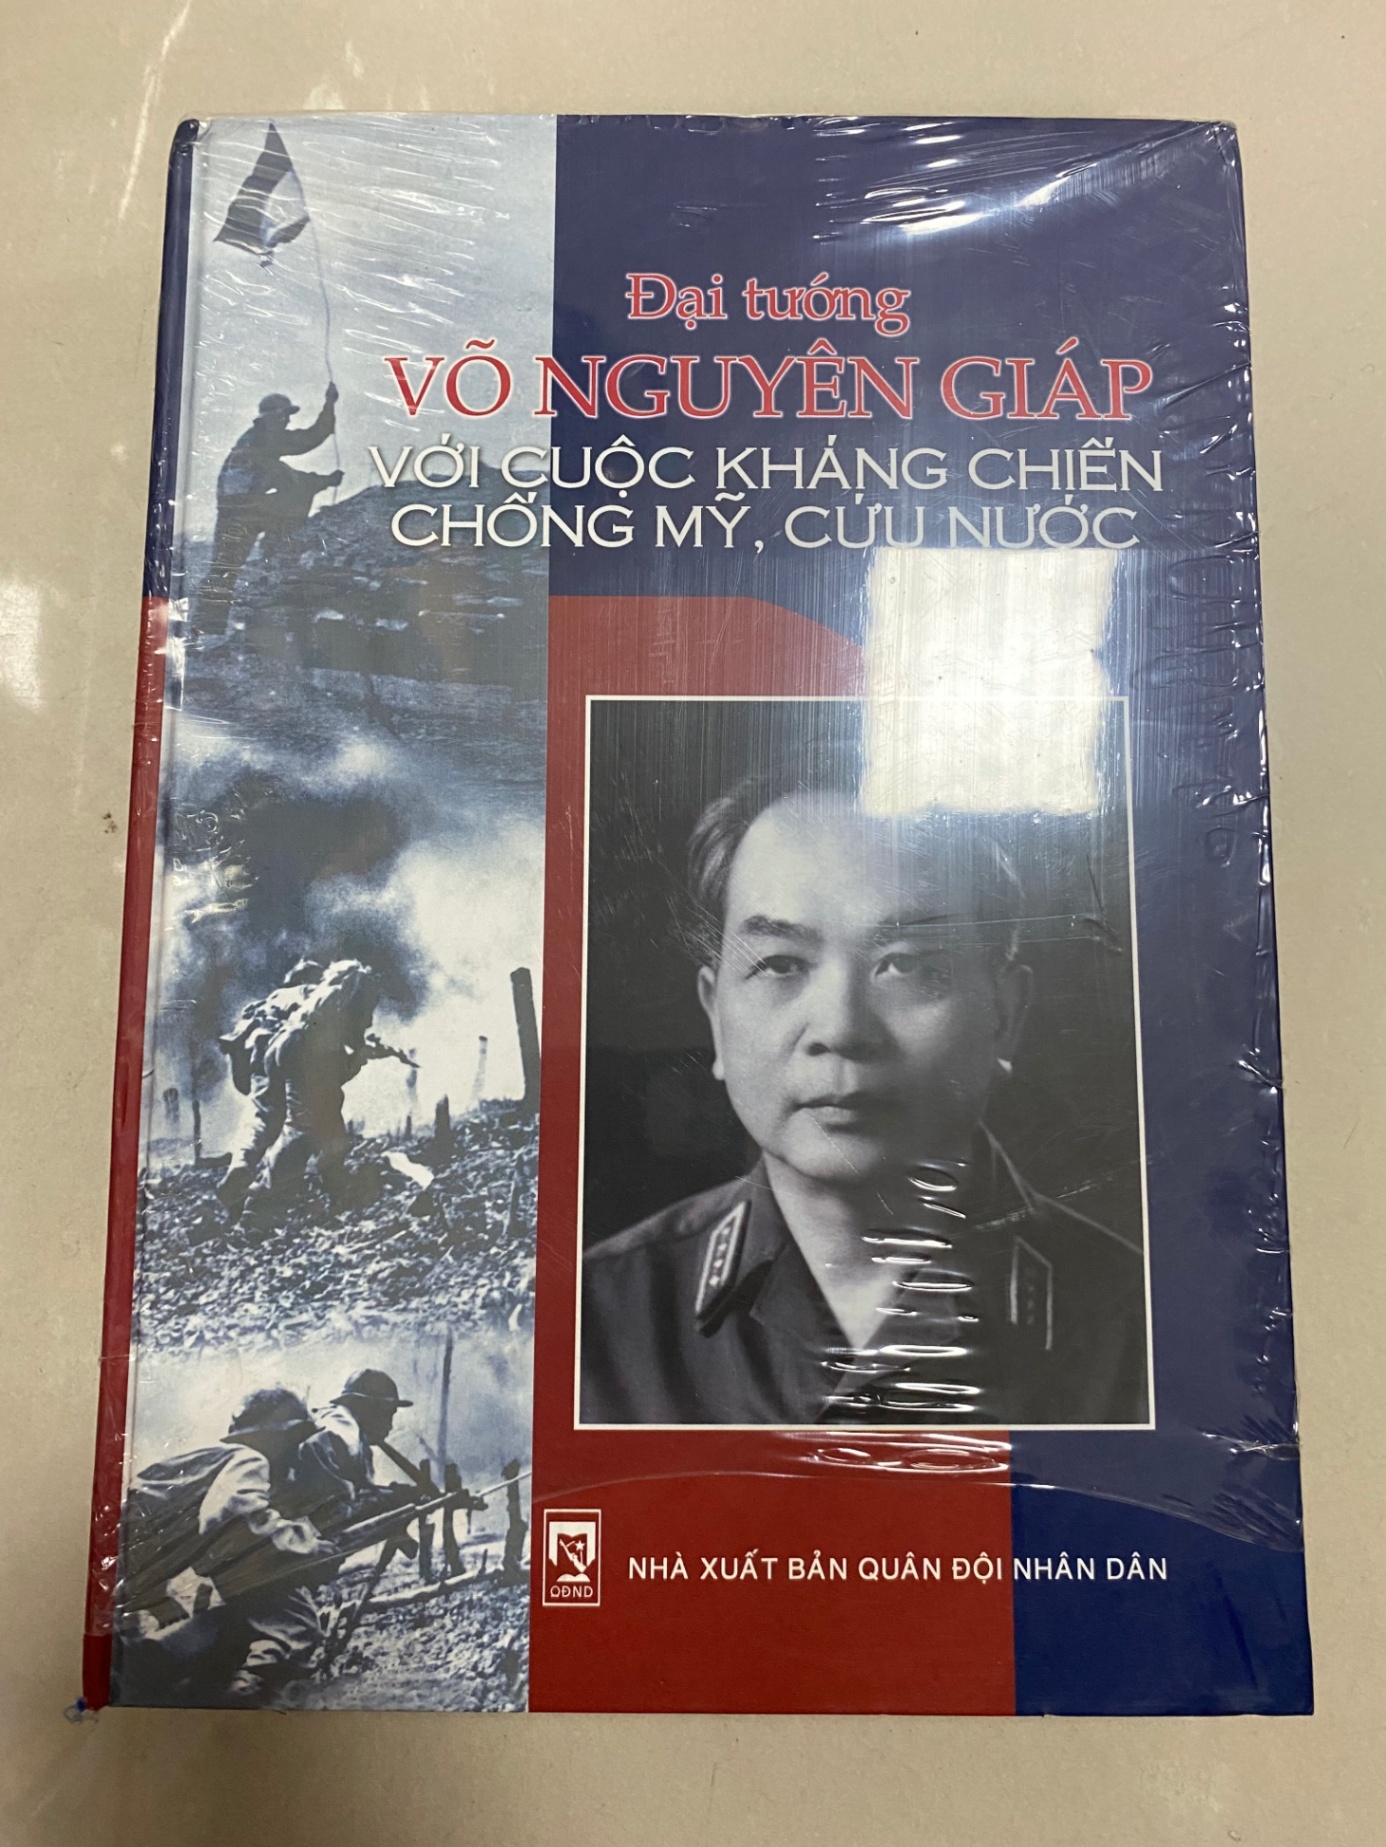 Đại tướng
VÕ NGUYÊN GIÁP
VỚI CUỘC KHÁNG CHIẾN
CHỐNG MỸ, CỨU NƯỚC
QĐND
NHÀ XUẤT BẢN QUÂN ĐỘI NHÂN DÂN